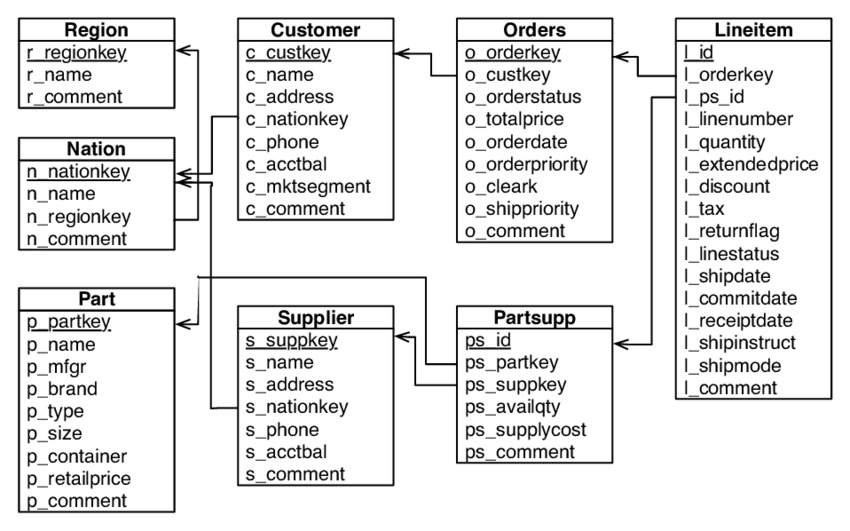 Region
r_regionkey
r_name
r_comment
Nation
n_nationkey
n_name
n_regionkey
n_comment
Part
p_partkey
p_name
p_mfgr
p_brand
p_type
p_size
p_container
p_retailprice
p_comment
Customer
c_custkey
c_name
c_address
c_nationkey
c_phone
c_acctbal
c_mktsegment
c_comment
Supplier
s_suppkey
s_name
s_address
s_nationkey
s_phone
s_acctbal
s_comment
Orders
o_orderkey
o_custkey
o_orderstatus
o_totalprice
o_orderdate
o_orderpriority
o_cleark
o_shippriority
o_comment
Partsupp
ps_id
ps_partkey
ps_suppkey
ps_availqty
ps_supplycost
ps_comment
Lineitem
l_id
l_orderkey
l_ps_id
l_linenumber
l_quantity
l_extendedprice
l_discount
l_tax
l_returnflag
l_linestatus
l_shipdate
l_commitdate
l_receiptdate
l_shipinstruct
l_shipmode
l_comment